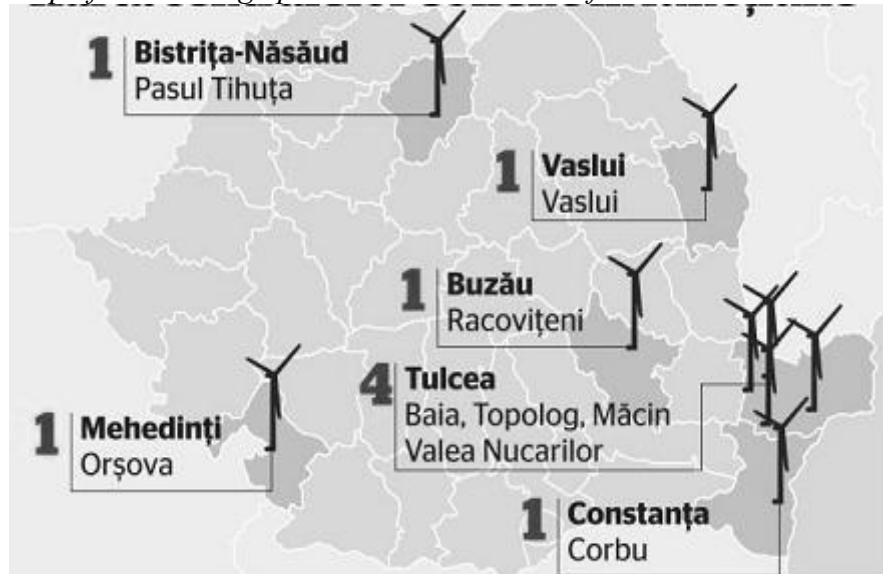 1 Bistrița-Năsăud
Pasul Tihuța
1 Vaslui
Vaslui
1 Buzău
Racovițeni
4 Tulcea
Baia, Topolog, Măcin
Valea Nucarilor
1 Mehedinți
Orșova
1 Constanța
Corbu